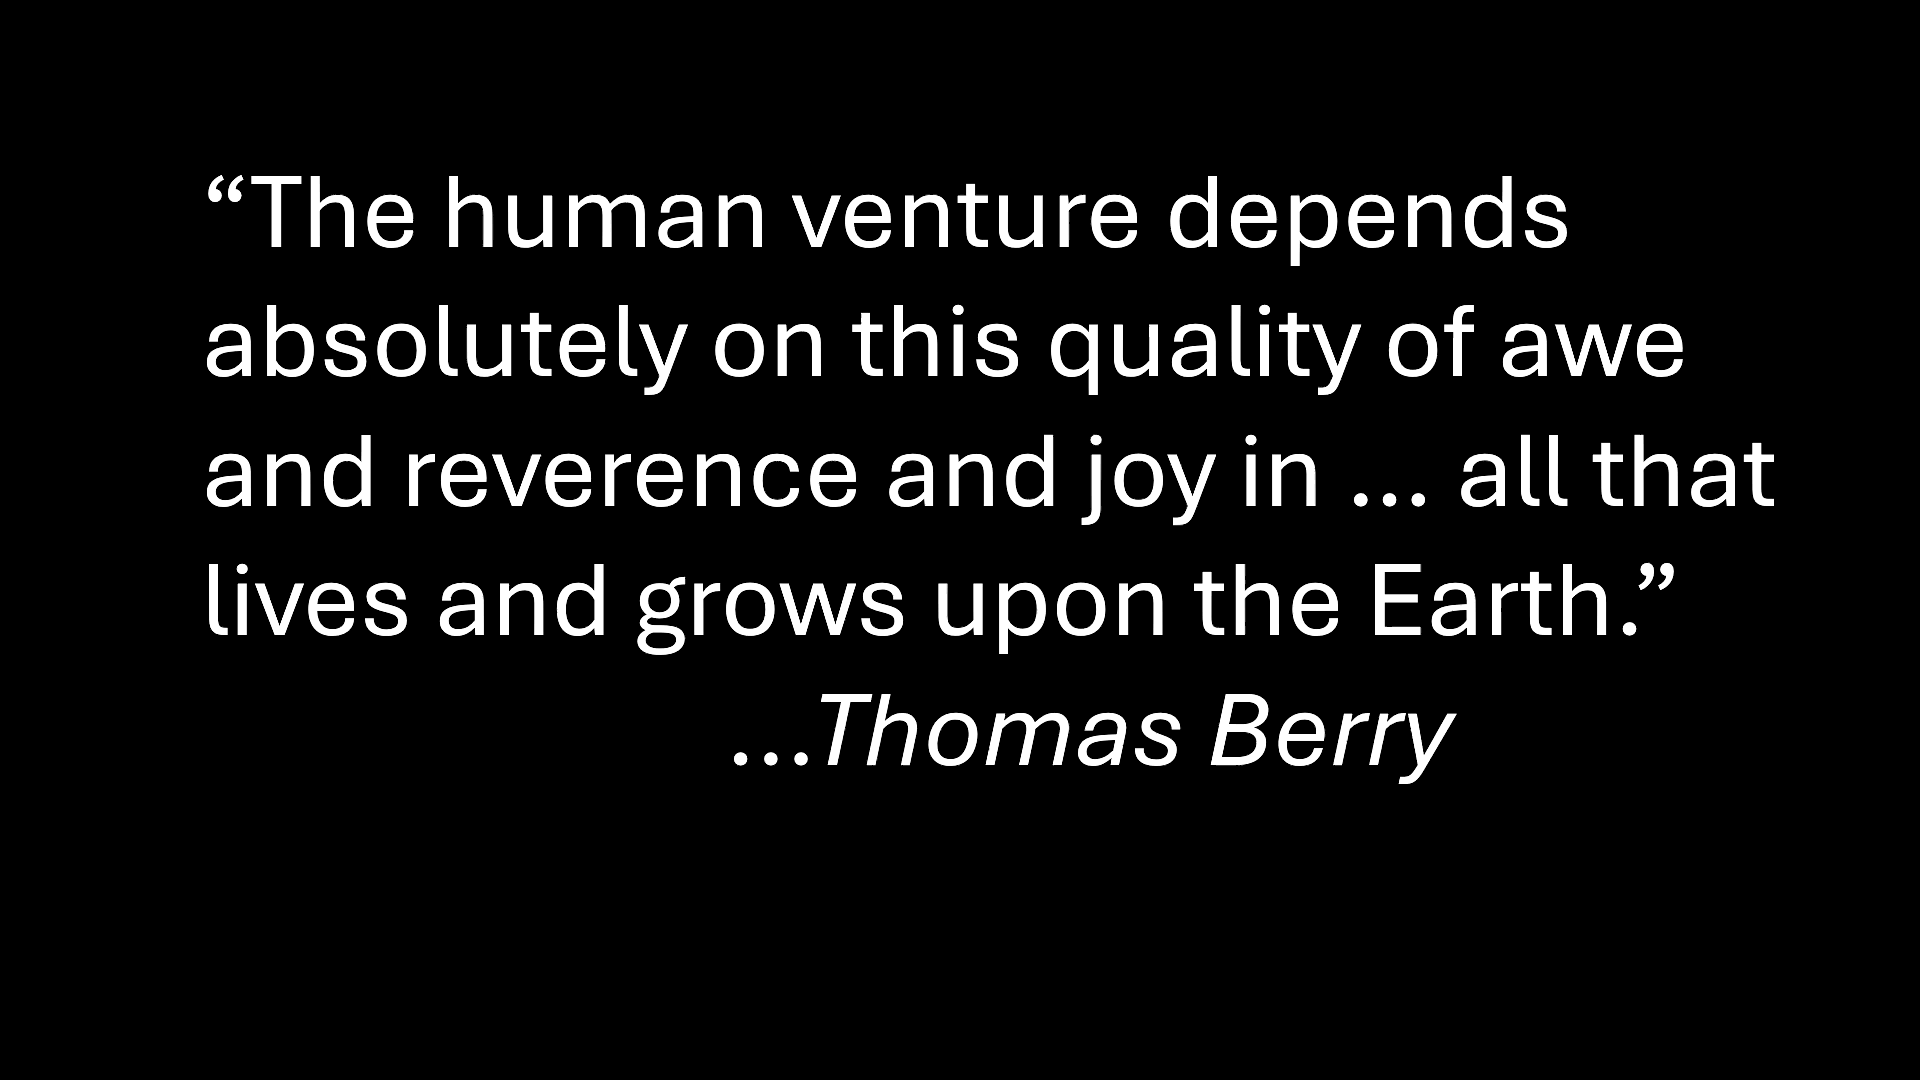 “The human venture depends
absolutely on this quality of awe
and reverence and joy in … all that
lives and grows upon the Earth.”
…Thomas Berry